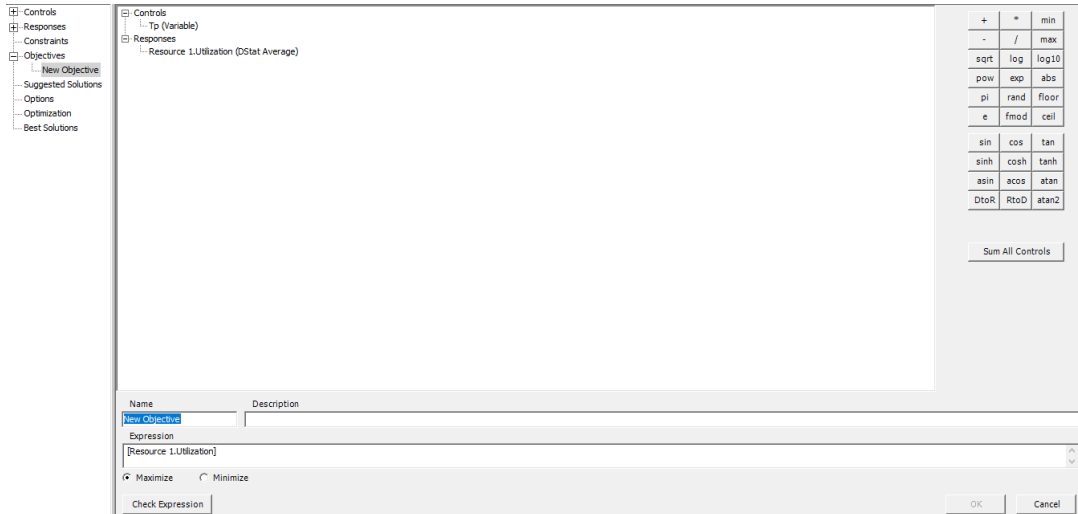 Controls
Responses
Constraints
Objectives
New Objective
Suggested Solutions
Options
Optimization
Best Solutions
Controls
Tp (Variable)
Responses
Resource 1.Utilization (DStat Average)
+ * min
- / max
sqrt log log10
pow exp abs
pi rand floor
e fmod ceil
sin cos tan
sinh cosh tanh
asin acos atan
DtoR RtoD atan2
Sum All Controls
Name Description
New Objective
Expression
[Resource 1.Utilization]
Maximize Minimize
Check Expression OK Cancel